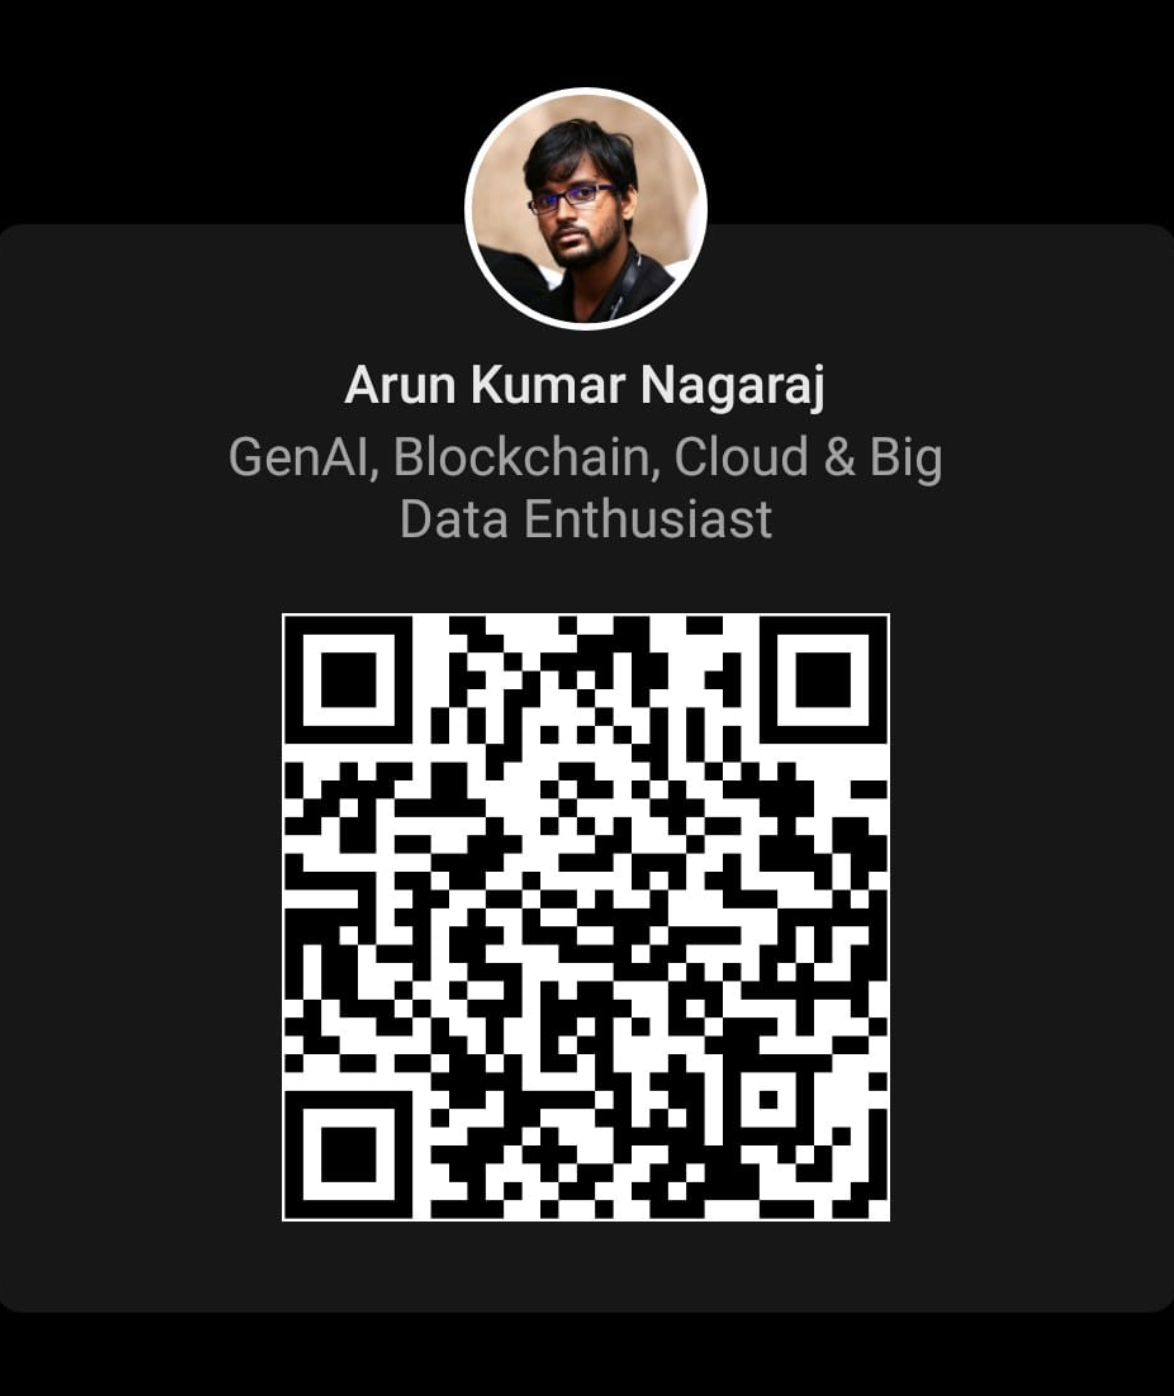 Arun Kumar Nagaraj
GenAI, Blockchain, Cloud & Big
Data Enthusiast